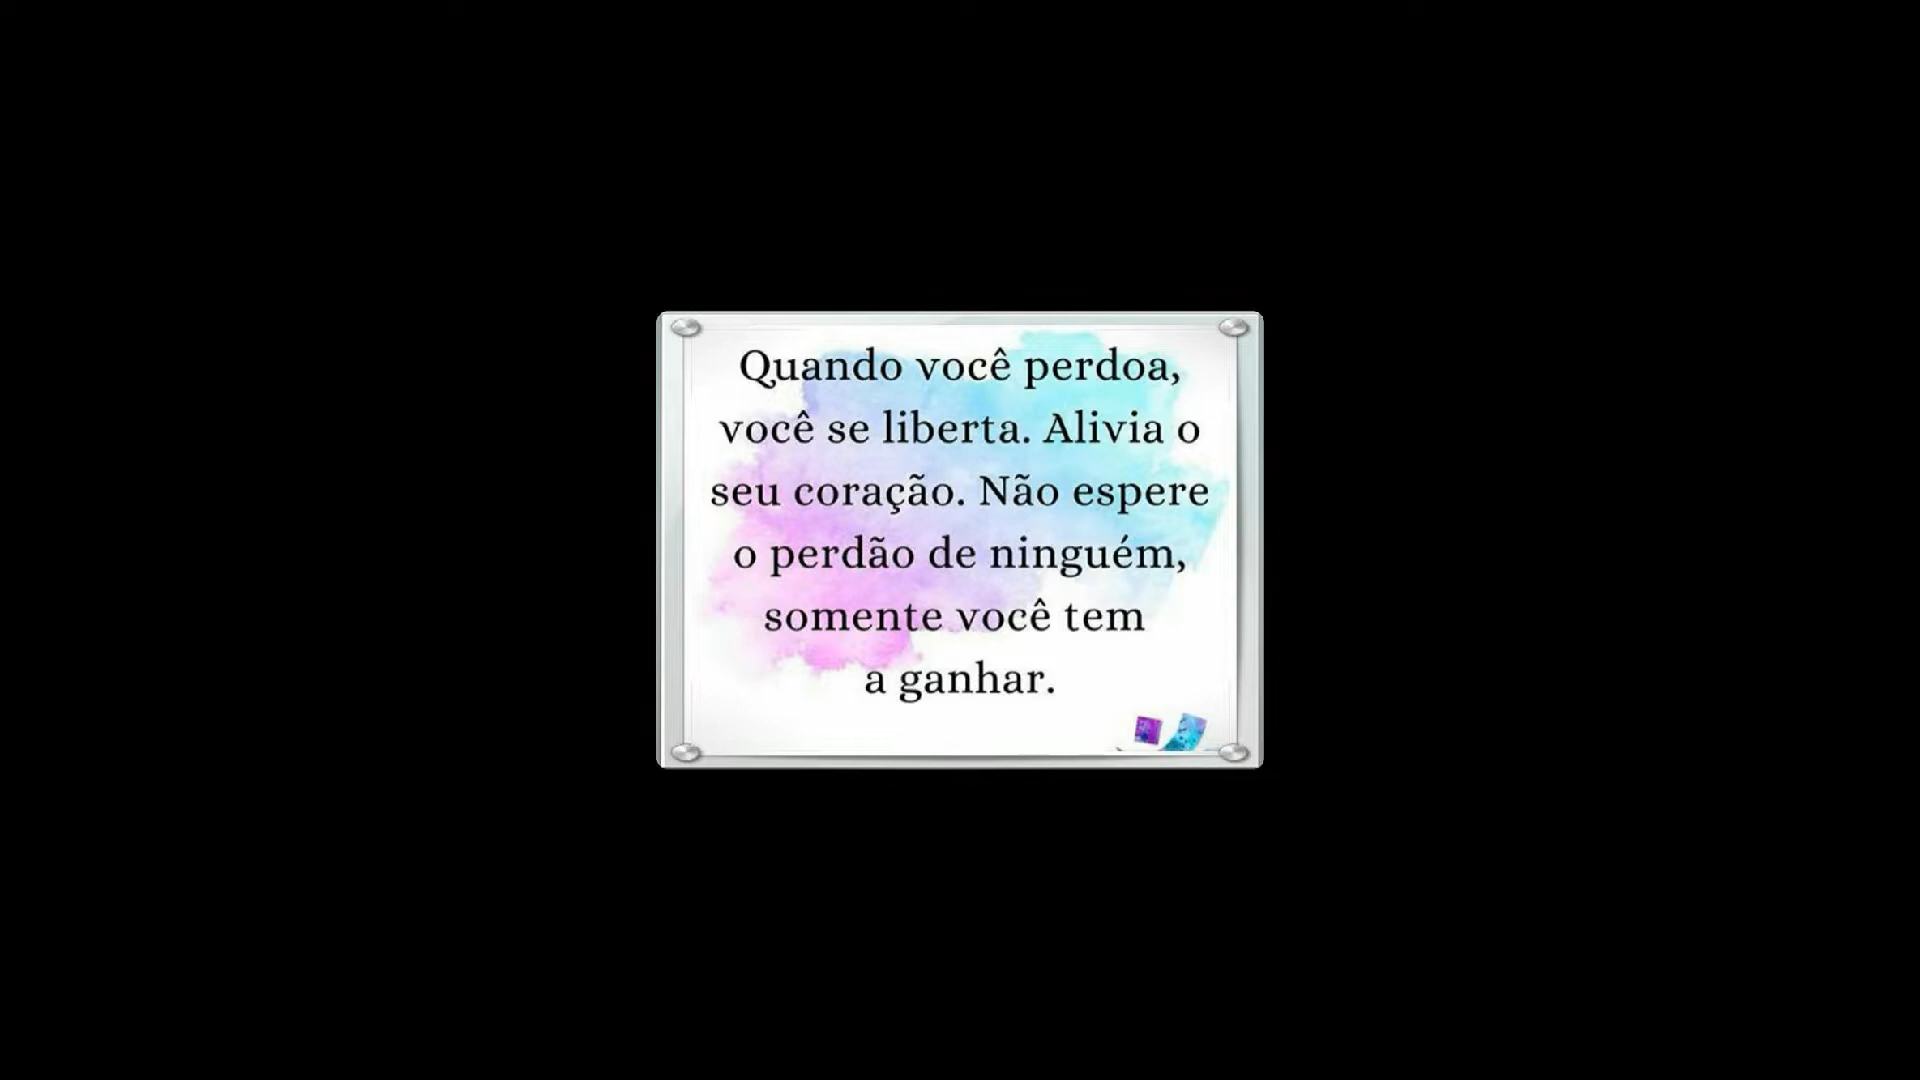 Quando você perdoa,
você se liberta. Alivia o
seu coração. Não espere
o perdão de ninguém,
somente você tem
a ganhar.